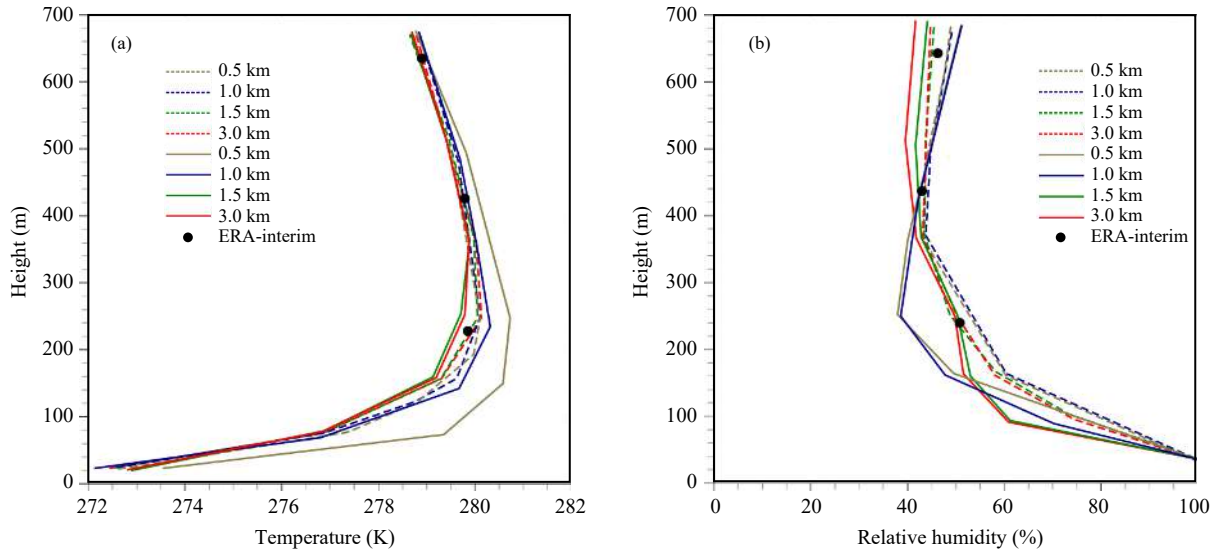 (a)
0.5 km
1.0 km
1.5 km
3.0 km
0.5 km
1.0 km
1.5 km
3.0 km
ERA-interim
Height (m)
700
600
500
400
300
200
100
0
272
274
276
278
280
282
Temperature (K)
(b)
0.5 km
1.0 km
1.5 km
3.0 km
0.5 km
1.0 km
1.5 km
3.0 km
ERA-interim
Height (m)
700
600
500
400
300
200
100
0
0
20
40
60
80
100
Relative humidity (%)